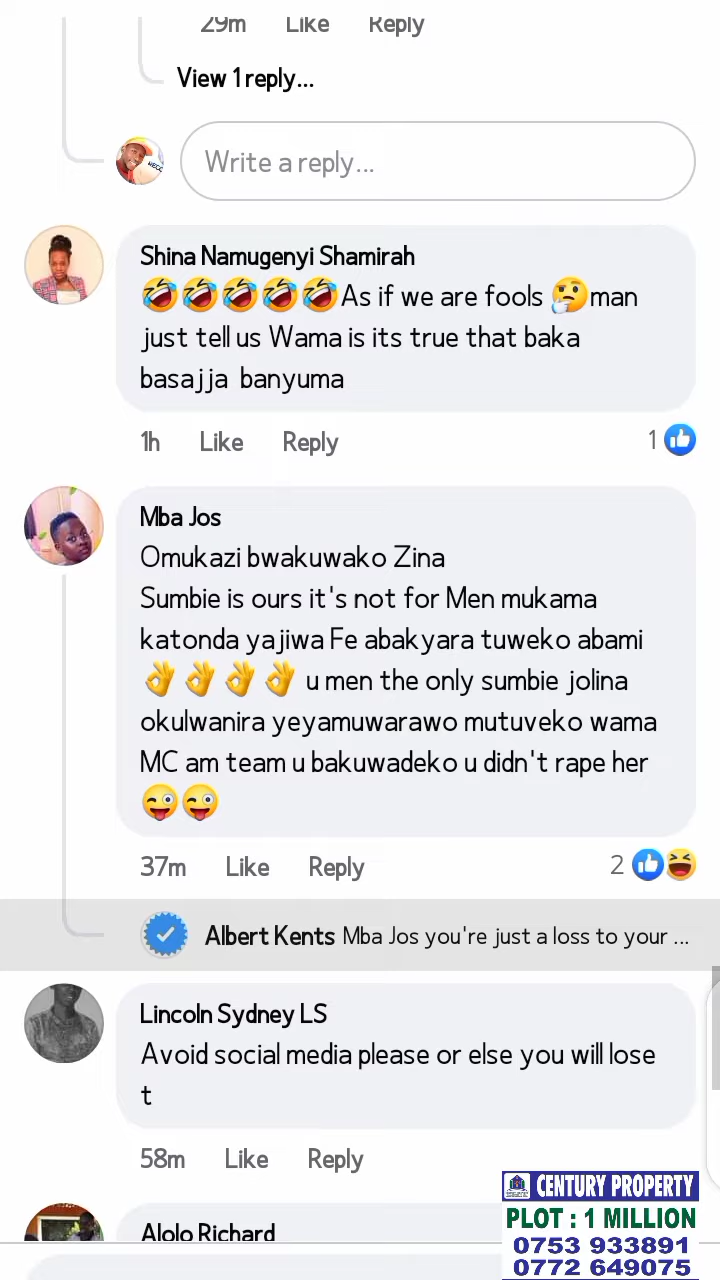 29m Like Reply
View 1 reply...
Write a reply...
Shina Namugenyi Shamirah
🤣🤣🤣🤣🤣As if we are fools 🤔man
just tell us Wama is its true that baka
basajja banyuma
1h Like Reply 1
Mba Jos
Omukazi bwakuwako Zina
Sumbie is ours it's not for Men mukama
katonda yajiwa Fe abakyara tuweko abami
👌👌👌👌 u men the only sumbie jolina
okulwanira yeyamuwarawo mutuveko wama
MC am team u bakuwadeko u didn't rape her
😜😜
37m Like Reply 2
Albert Kents Mba Jos you're just a loss to your ...
Lincoln Sydney LS
Avoid social media please or else you will lose
t
58m Like Reply
Alolo Richard
CENTURY PROPERTY
PLOT : 1 MILLION
0753 933891
0772 649075